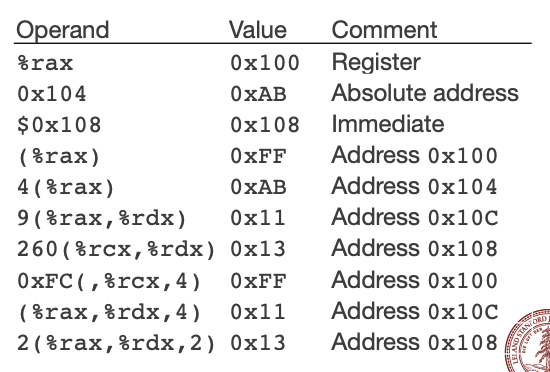 Operand Value Comment
%rax 0x100 Register
0x104 0xAB Absolute address
$0x108 0x108 Immediate
(%rax) 0xFF Address 0x100
4(%rax) 0xAB Address 0x104
9(%rax,%rdx) 0x11 Address 0x10C
260(%rcx,%rdx) 0x13 Address 0x108
0xFC(,%rcx,4) 0xFF Address 0x100
(%rax,%rdx,4) 0x11 Address 0x10C
2(%rax,%rdx,2) 0x13 Address 0x108